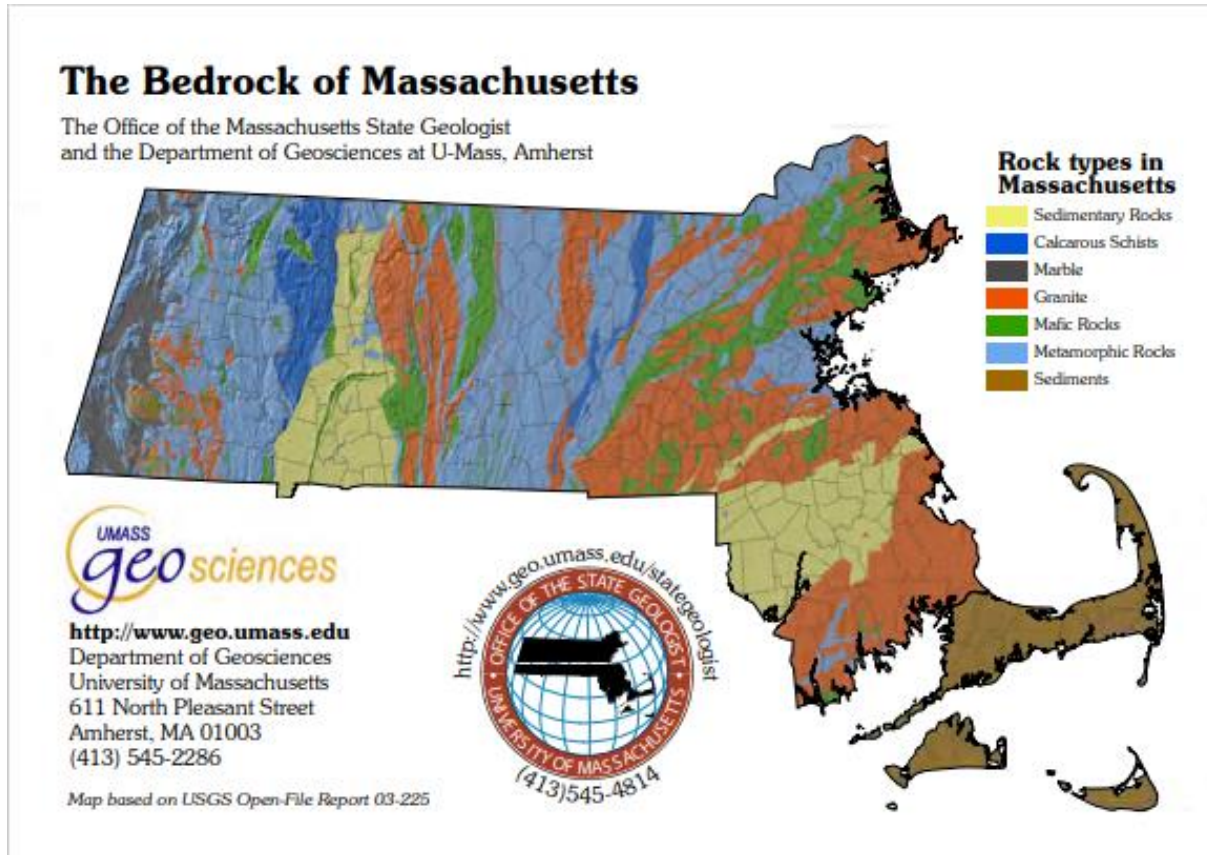 The Bedrock of Massachusetts
The Office of the Massachusetts State Geologist
and the Department of Geosciences at U-Mass, Amherst
Rock types in
Massachusetts
Sedimentary Rocks
Calcarous Schists
Marble
Granite
Mafic Rocks
Metamorphic Rocks
Sediments
UMASS
geosciences
http://www.geo.umass.edu
Department of Geosciences
University of Massachusetts
611 North Pleasant Street
Amherst, MA 01003
(413) 545-2286
Map based on USGS Open-File Report 03-225
http://www.geo.umass.edu/stategeologist
OFFICE OF THE STATE GEOLOGIST
UNIVERSITY OF MASSACHUSETTS
(413)545-4814